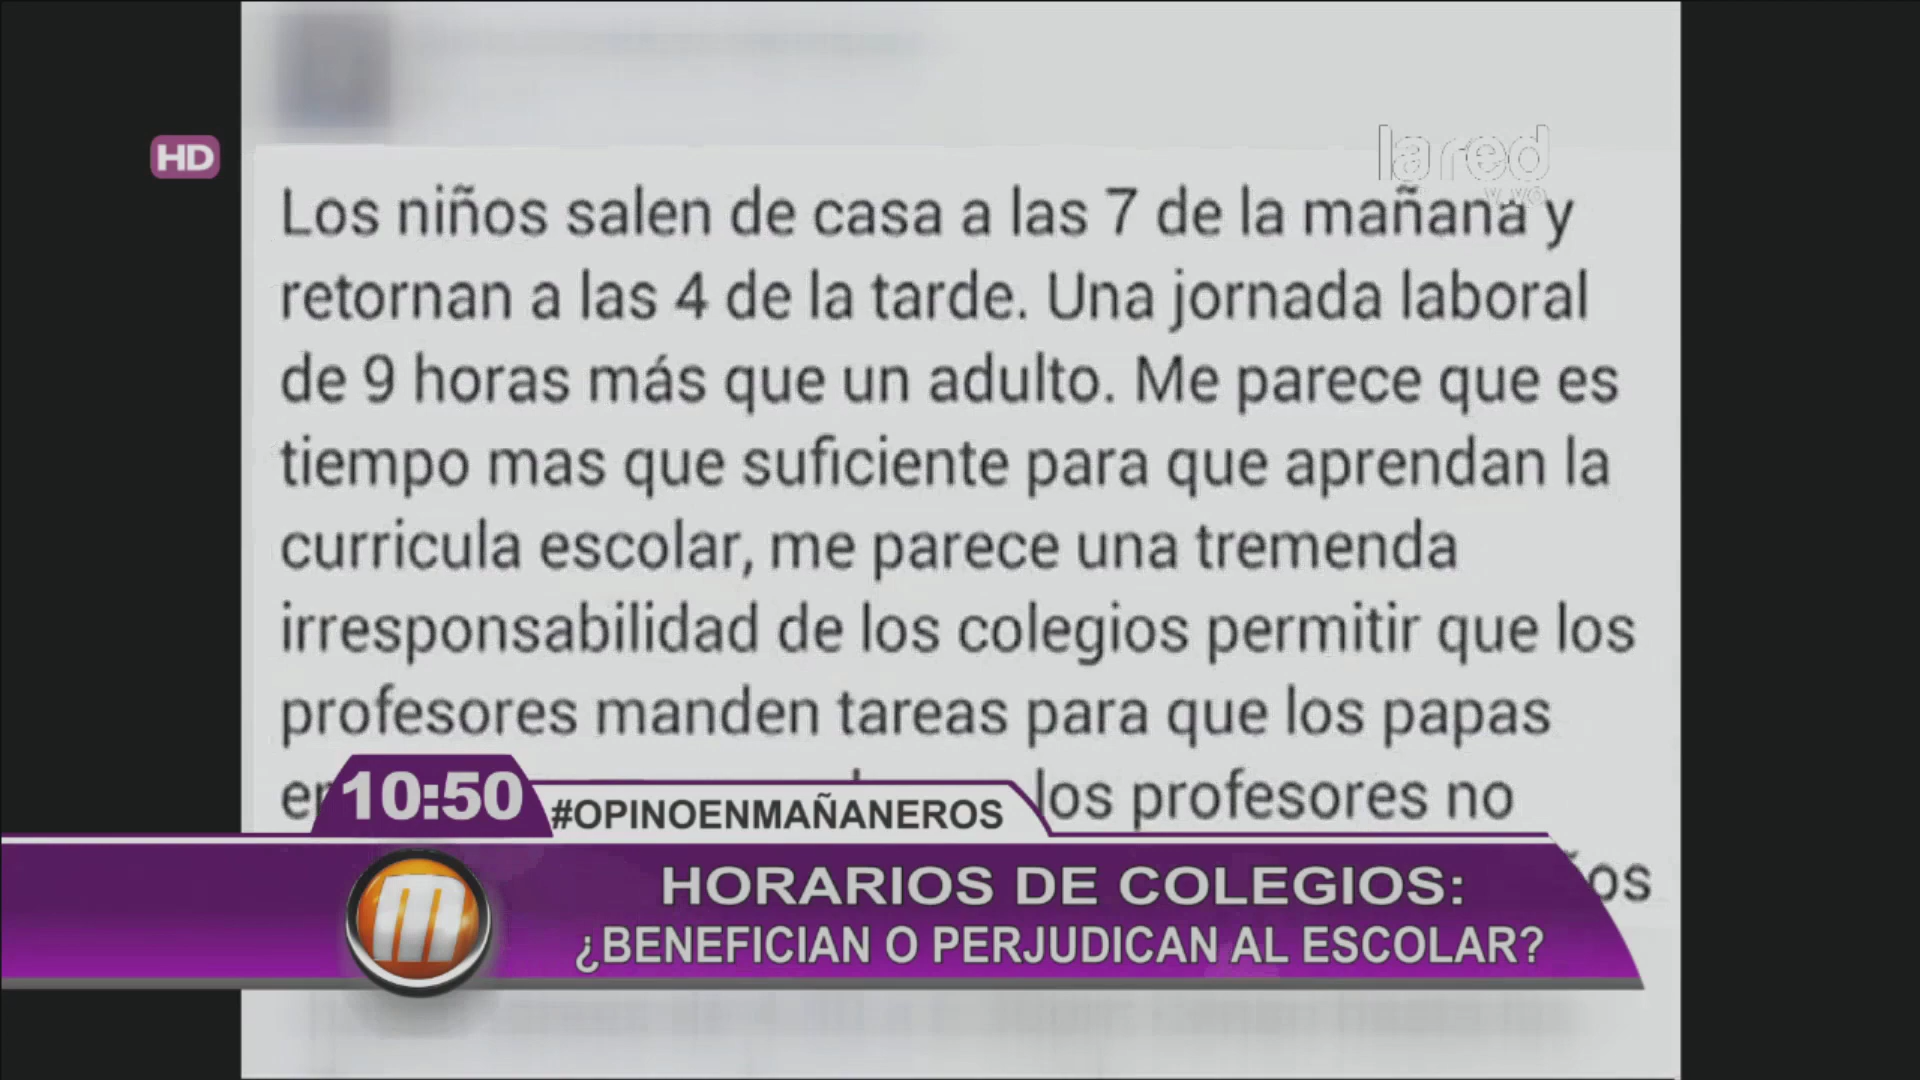 HD
la red
vivo
Los niños salen de casa a las 7 de la mañana y
retornan a las 4 de la tarde. Una jornada laboral
de 9 horas más que un adulto. Me parece que es
tiempo mas que suficiente para que aprendan la
curricula escolar, me parece una tremenda
irresponsabilidad de los colegios permitir que los
profesores manden tareas para que los papas
los profesores no
10:50
#OPINOENMAÑANEROS
HORARIOS DE COLEGIOS:
¿BENEFICIAN O PERJUDICAN AL ESCOLAR?